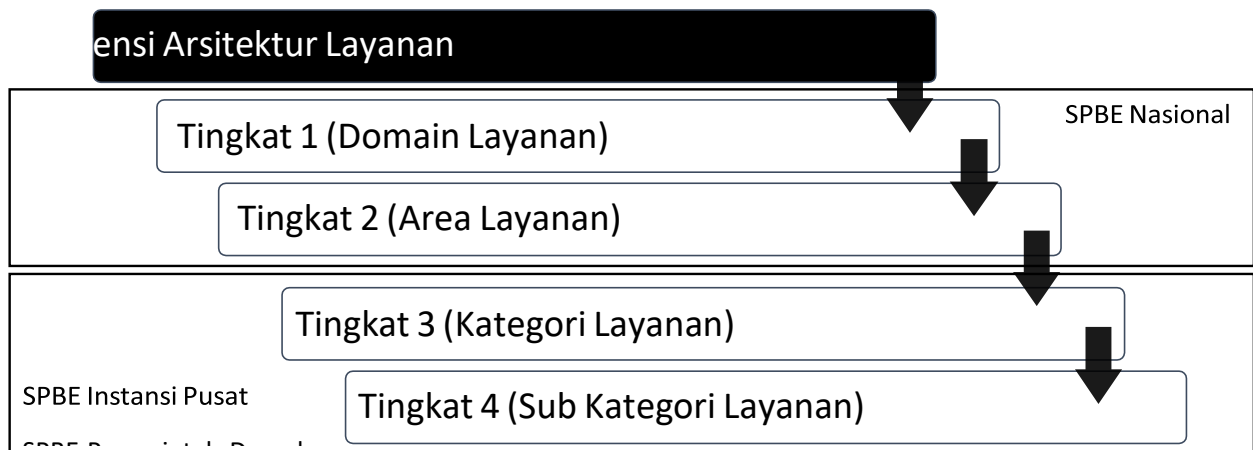 ensi Arsitektur Layanan
SPBE Nasional
Tingkat 1 (Domain Layanan)
Tingkat 2 (Area Layanan)
Tingkat 3 (Kategori Layanan)
SPBE Instansi Pusat
Tingkat 4 (Sub Kategori Layanan)
SPBE